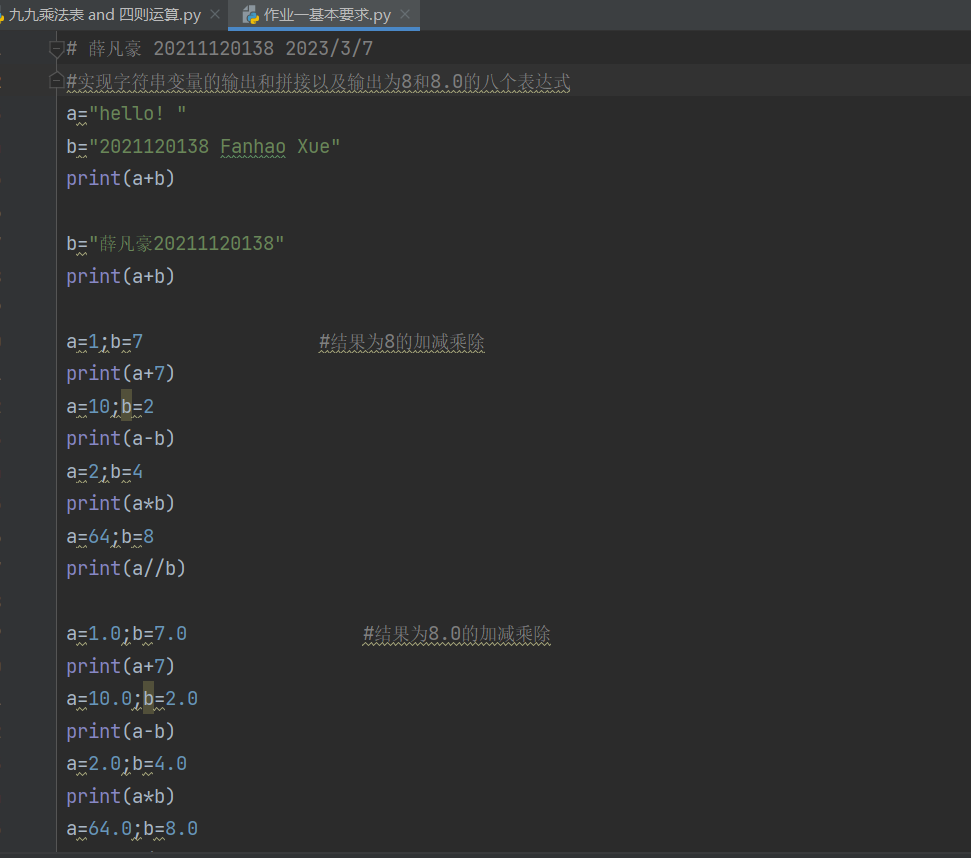 九九乘法表 and 四则运算.py
作业一基本要求.py
# 薛凡豪 20211120138 2023/3/7
#实现字符串变量的输出和拼接以及输出为8和8.0的八个表达式
a="hello! "
b="2021120138 Fanhao Xue"
print(a+b)
b="薛凡豪20211120138"
print(a+b)
a=1;b=7 #结果为8的加减乘除
print(a+7)
a=10;b=2
print(a-b)
a=2;b=4
print(a*b)
a=64;b=8
print(a//b)
a=1.0;b=7.0 #结果为8.0的加减乘除
print(a+7)
a=10.0;b=2.0
print(a-b)
a=2.0;b=4.0
print(a*b)
a=64.0;b=8.0